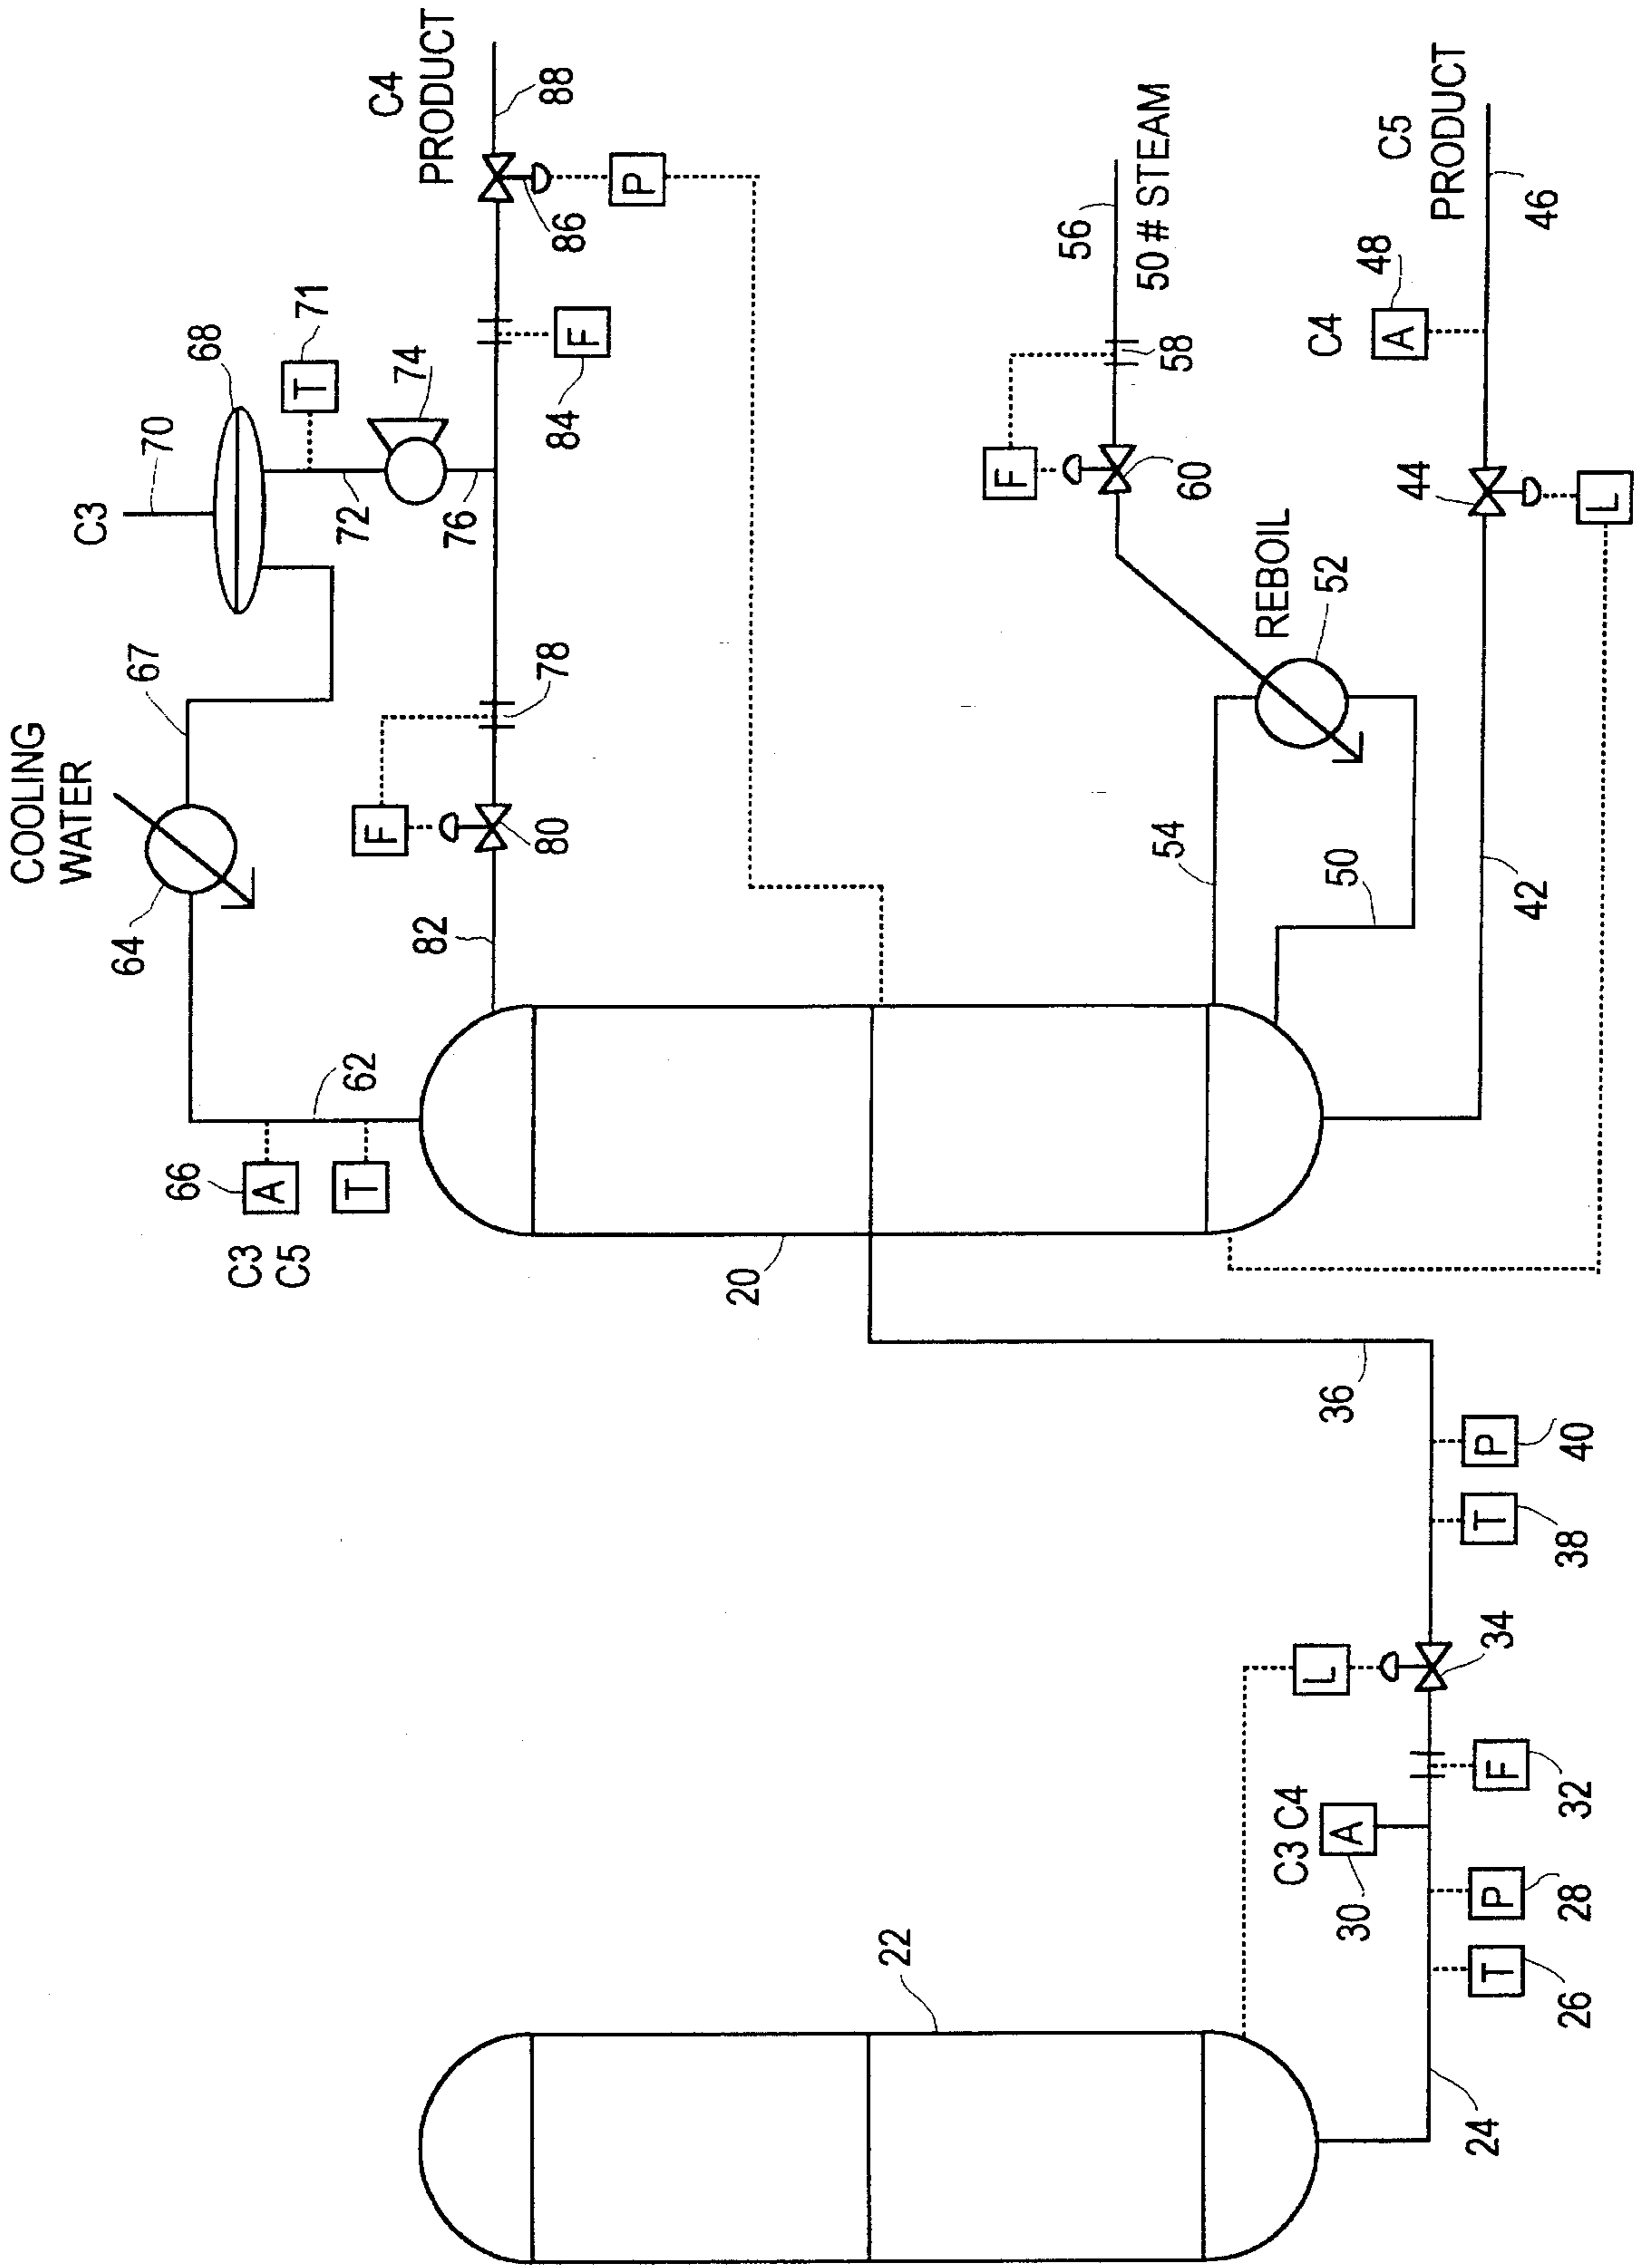 COOLING
WATER
C3
70
68
T
71
C4
PRODUCT
88
67
64
72
74
76
86
P
F
84
66
A
T
62
C3
C5
F
78
80
82
56
50 # STEAM
F
58
60
REBOIL
52
54
50
C5
PRODUCT
48
A
C4
46
44
L
42
20
36
P
40
T
38
L
34
C3 C4
A
30
F
32
P
28
T
26
22
24